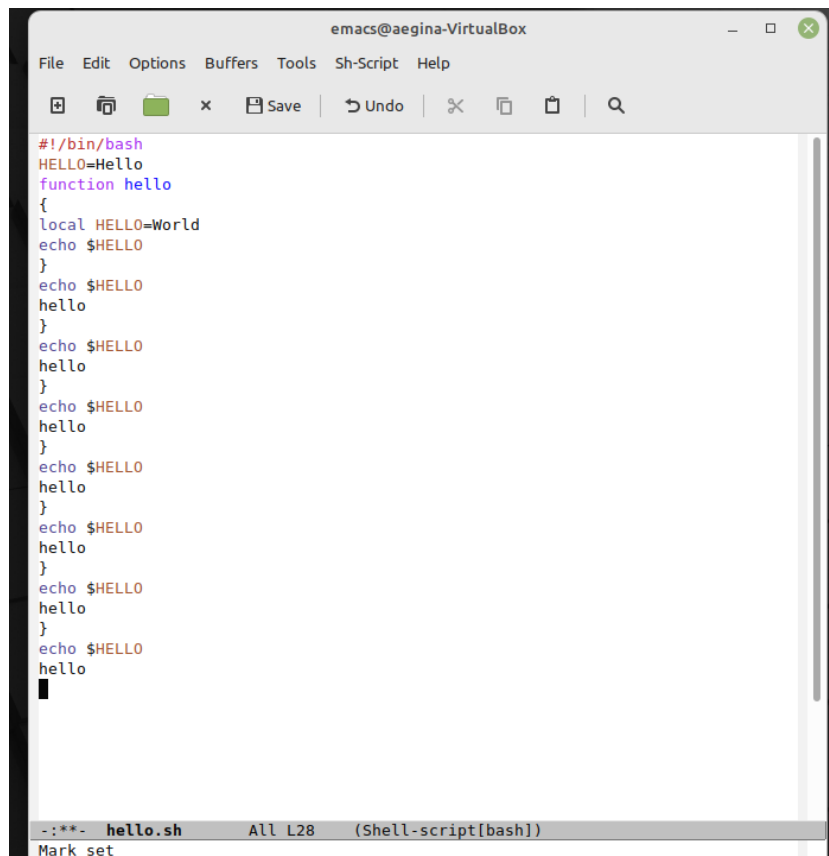 emacs@aegina-VirtualBox
File Edit Options Buffers Tools Sh-Script Help
Save Undo
#!/bin/bash
HELLO=Hello
function hello
{
local HELLO=World
echo $HELLO
}
echo $HELLO
hello
}
echo $HELLO
hello
}
echo $HELLO
hello
}
echo $HELLO
hello
}
echo $HELLO
hello
}
echo $HELLO
hello
}
echo $HELLO
hello
-:**- hello.sh All L28 (Shell-script[bash])
Mark set